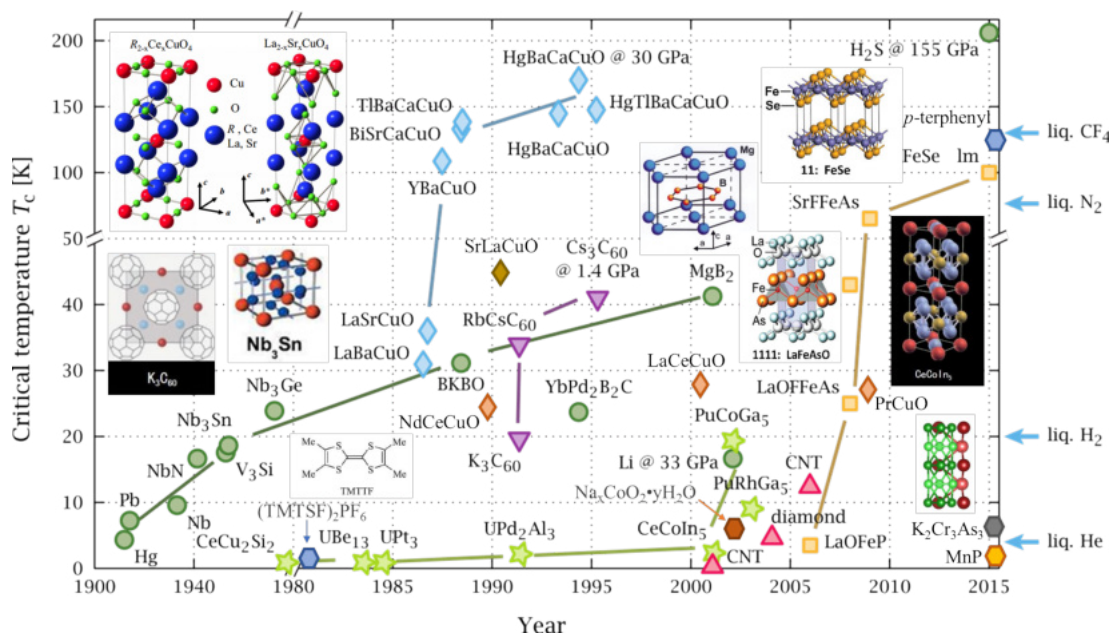 R₂₋ₓCeₓCuO₄
La₂₋ₓSrₓCuO₄
Cu
O
R, Ce
La, Sr
c
b
a
c
b*
a*
HgBaCaCuO @ 30 GPa
H₂S @ 155 GPa
TlBaCaCuO
HgTlBaCaCuO
BiSrCaCuO
HgBaCaCuO
YBaCuO
Fe
Se
11: FeSe
p-terphenyl
FeSe lm
liq. CF₄
liq. N₂
liq. H₂
liq. He
Mg
B
c
a
a
SrFFeAs
SrLaCuO
Cs₃C₆₀
@ 1.4 GPa
MgB₂
La
O
Fe
As
1111: LaFeAsO
CeCoIn₅
K₃C₆₀
Nb₃Sn
LaSrCuO
RbCsC₆₀
LaBaCuO
BKBO
LaCeCuO
LaOFFeAs
Nb₃Ge
YbPd₂B₂C
NdCeCuO
PrCuO
Nb₃Sn
PuCoGa₅
NbN
V₃Si
K₃C₆₀
Li @ 33 GPa
CNT
Me
S
S
Me
Me
S
S
Me
TMTTF
PuRhGa₅
Pb
Nb
NaₓCoO₂•yH₂O
(TMTSF)₂PF₆
diamond
Hg
CeCu₂Si₂
UBe₁₃
UPt₃
UPd₂Al₃
CeCoIn₅
CNT
LaOFeP
K₂Cr₃As₃
MnP
Critical temperature Tc [K]
200
150
100
50
40
30
20
10
0
1900
1940
1980
1985
1990
1995
2000
2005
2010
2015
Year